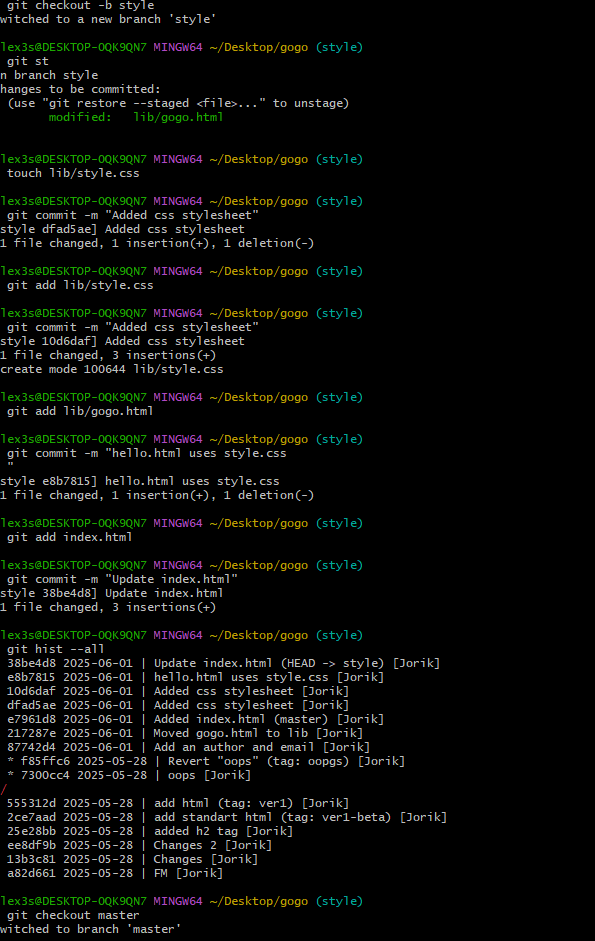 git checkout -b style
witched to a new branch 'style'
lex3s@DESKTOP-OQK9QN7 MINGW64 ~/Desktop/gogo (style)
git st
n branch style
hanges to be committed:
(use "git restore --staged <file>..." to unstage)
modified:   lib/gogo.html
lex3s@DESKTOP-OQK9QN7 MINGW64 ~/Desktop/gogo (style)
touch lib/style.css
lex3s@DESKTOP-OQK9QN7 MINGW64 ~/Desktop/gogo (style)
git commit -m "Added css stylesheet"
style dfad5ae] Added css stylesheet
1 file changed, 1 insertion(+), 1 deletion(-)
lex3s@DESKTOP-OQK9QN7 MINGW64 ~/Desktop/gogo (style)
git add lib/style.css
lex3s@DESKTOP-OQK9QN7 MINGW64 ~/Desktop/gogo (style)
git commit -m "Added css stylesheet"
style 10d6daf] Added css stylesheet
1 file changed, 3 insertions(+)
create mode 100644 lib/style.css
lex3s@DESKTOP-OQK9QN7 MINGW64 ~/Desktop/gogo (style)
git add lib/gogo.html
lex3s@DESKTOP-OQK9QN7 MINGW64 ~/Desktop/gogo (style)
git commit -m "hello.html uses style.css
"
style e8b7815] hello.html uses style.css
1 file changed, 1 insertion(+), 1 deletion(-)
lex3s@DESKTOP-OQK9QN7 MINGW64 ~/Desktop/gogo (style)
git add index.html
lex3s@DESKTOP-OQK9QN7 MINGW64 ~/Desktop/gogo (style)
git commit -m "Update index.html"
style 38be4d8] Update index.html
1 file changed, 3 insertions(+)
lex3s@DESKTOP-OQK9QN7 MINGW64 ~/Desktop/gogo (style)
git hist --all
38be4d8 2025-06-01 | Update index.html (HEAD -> style) [Jorik]
e8b7815 2025-06-01 | hello.html uses style.css [Jorik]
10d6daf 2025-06-01 | Added css stylesheet [Jorik]
dfad5ae 2025-06-01 | Added css stylesheet [Jorik]
e7961d8 2025-06-01 | Added index.html (master) [Jorik]
217287e 2025-06-01 | Moved gogo.html to lib [Jorik]
87742d4 2025-06-01 | Add an author and email [Jorik]
* f85ffc6 2025-05-28 | Revert "oops" (tag: oopgs) [Jorik]
* 7300cc4 2025-05-28 | oops [Jorik]
/
555312d 2025-05-28 | add html (tag: ver1) [Jorik]
2ce7aad 2025-05-28 | add standart html (tag: ver1-beta) [Jorik]
25e28bb 2025-05-28 | added h2 tag [Jorik]
ee8df9b 2025-05-28 | Changes 2 [Jorik]
13b3c81 2025-05-28 | Changes [Jorik]
a82d661 2025-05-28 | FM [Jorik]
lex3s@DESKTOP-OQK9QN7 MINGW64 ~/Desktop/gogo (style)
git checkout master
witched to branch 'master'